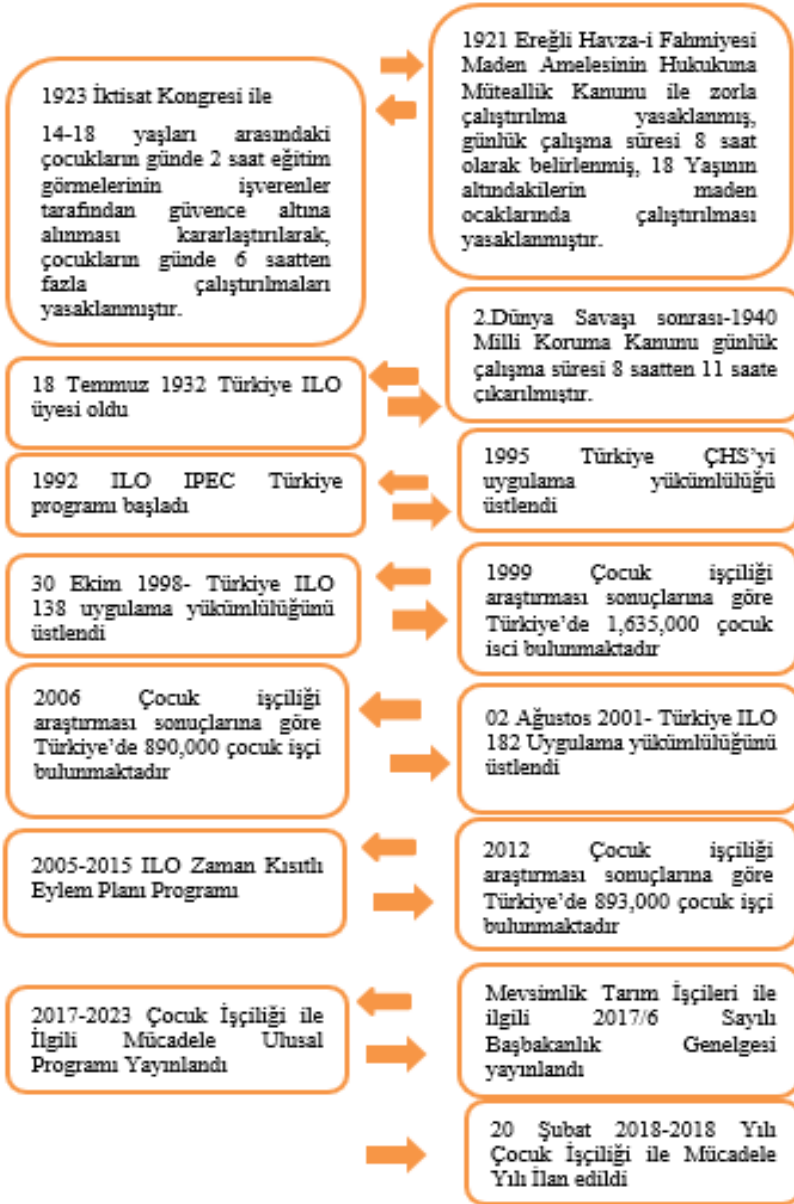 1921 Ereğli Havza-i Fahmiyesi
Maden Amelesinin Hukukuna
Müteallik Kanunu ile zorla
çalıştırılma yasaklanmış,
günlük çalışma süresi 8 saat
olarak belirlenmiş, 18 Yaşının
altındakilerin maden
ocaklarında çalıştırılması
yasaklanmıştır.
1923 İktisat Kongresi ile
14-18 yaşları arasındaki
çocukların günde 2 saat eğitim
görmelerinin işverenler
tarafından güvence altına
alınması kararlaştırılarak,
çocukların günde 6 saatten
fazla çalıştırılmaları
yasaklanmıştır.
2.Dünya Savaşı sonrası-1940
Milli Koruma Kanunu günlük
çalışma süresi 8 saatten 11 saate
çıkarılmıştır.
18 Temmuz 1932 Türkiye ILO
üyesi oldu
1995 Türkiye ÇHS’yi
uygulama yükümlülüğü
üstlendi
1992 ILO IPEC Türkiye
programı başladı
1999 Çocuk işçiliği
araştırması sonuçlarına göre
Türkiye’de 1,635,000 çocuk
isci bulunmaktadır
30 Ekim 1998- Türkiye ILO
138 uygulama yükümlülüğünü
üstlendi
2006 Çocuk işçiliği
araştırması sonuçlarına göre
Türkiye’de 890,000 çocuk işçi
bulunmaktadır
02 Ağustos 2001- Türkiye ILO
182 Uygulama yükümlülüğünü
üstlendi
2005-2015 ILO Zaman Kısıtlı
Eylem Planı Programı
2012 Çocuk işçiliği
araştırması sonuçlarına göre
Türkiye’de 893,000 çocuk işçi
bulunmaktadır
2017-2023 Çocuk İşçiliği ile
İlgili Mücadele Ulusal
Programı Yayınlandı
Mevsimlik Tarım İşçileri ile
ilgili 2017/6 Sayılı
Başbakanlık Genelgesi
yayınlandı
20 Şubat 2018-2018 Yılı
Çocuk İşçiliği ile Mücadele
Yılı İlan edildi